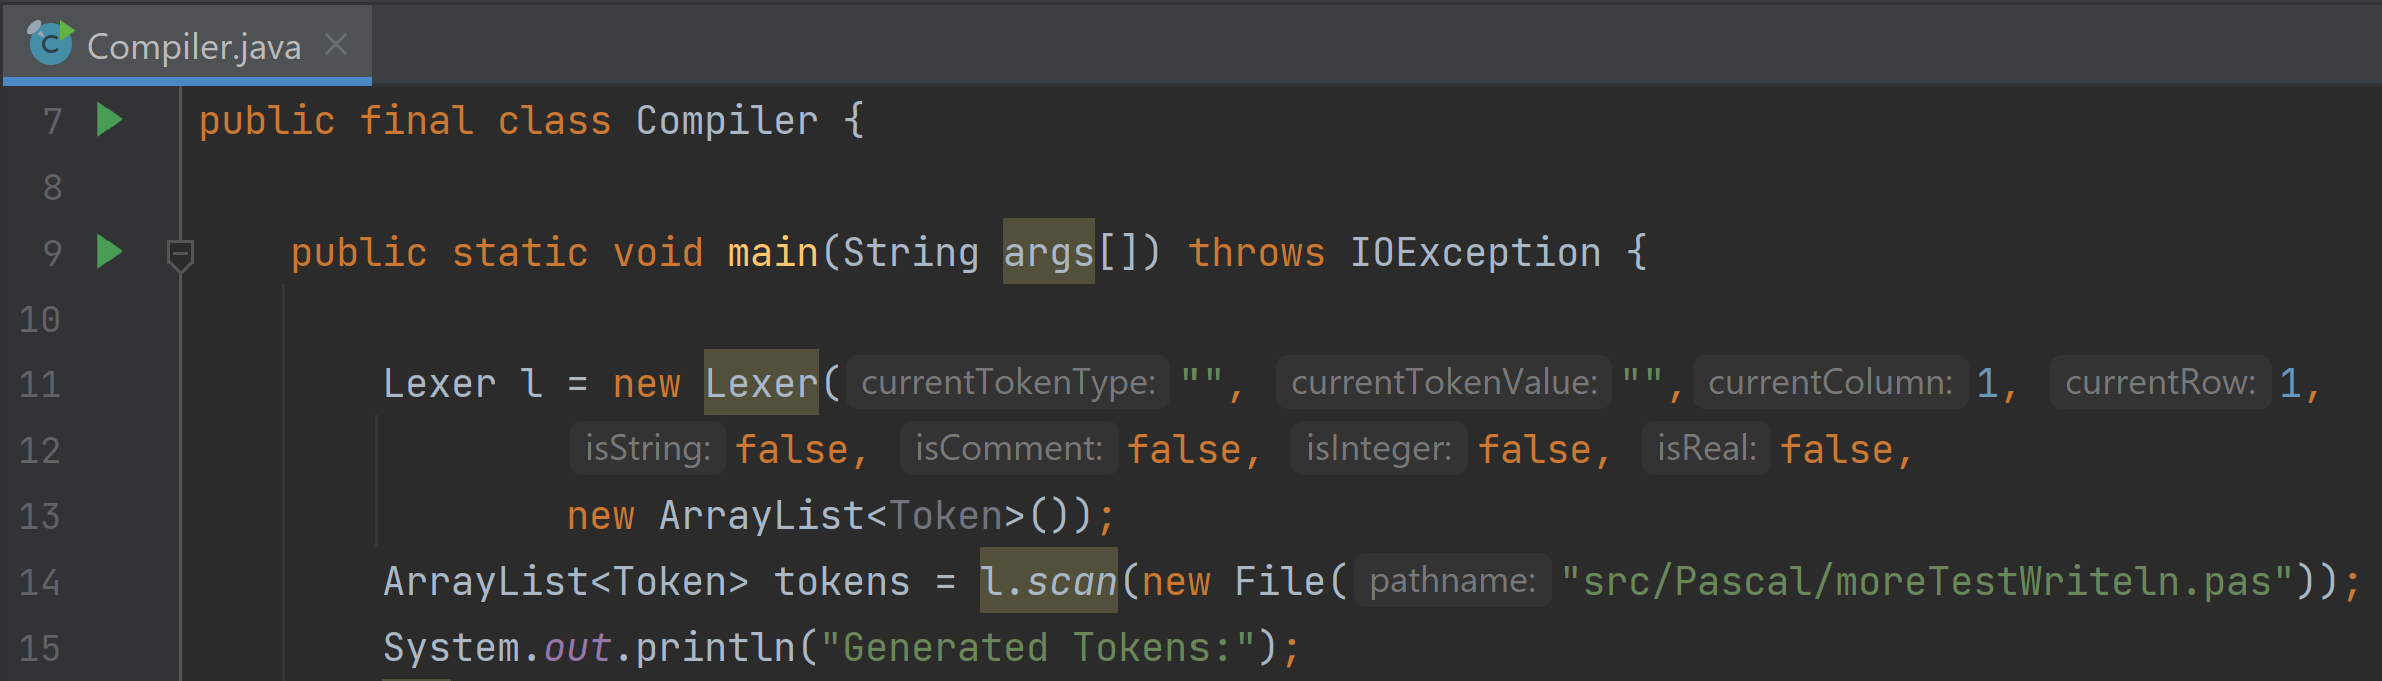 Compiler.java
7 public final class Compiler {
8
9 public static void main(String args[]) throws IOException {
10
11 Lexer l = new Lexer( currentTokenType: "", currentTokenValue: "", currentColumn: 1, currentRow: 1,
12 isString: false, isComment: false, isInteger: false, isReal: false,
13 new ArrayList<Token>());
14 ArrayList<Token> tokens = l.scan(new File( pathname: "src/Pascal/moreTestWriteln.pas"));
15 System.out.println("Generated Tokens:");